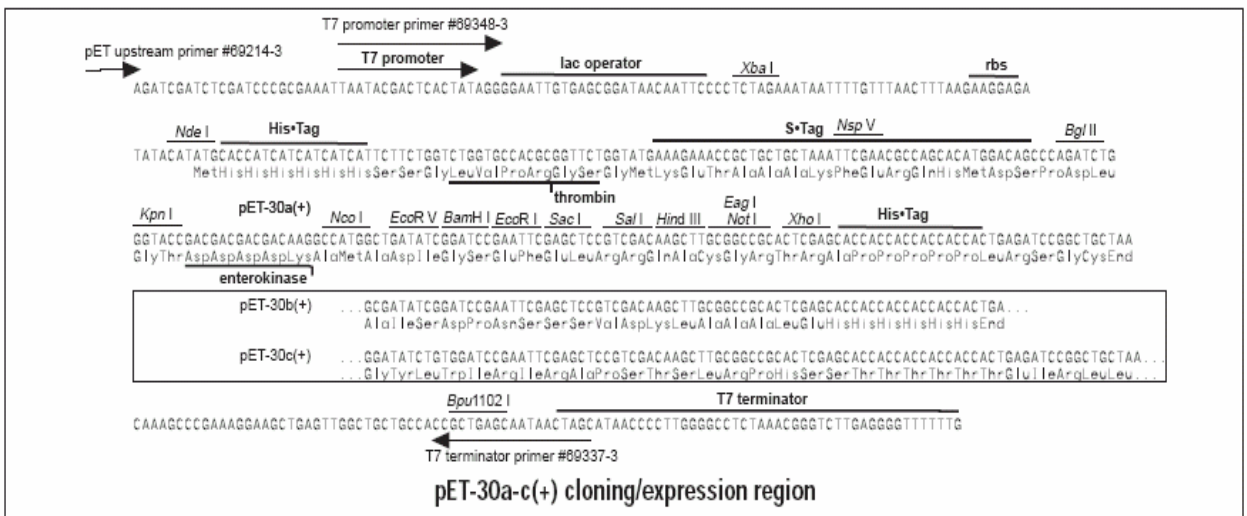 T7 promoter primer #69348-3
pET upstream primer #69214-3
T7 promoter lac operator Xba I rbs
AGATCGATCTCGATCCCGCGAAATTAATACGACTCACTATAGGGGAATTGTGAGCGGATAACAATTCCCCTCTAGAAATAATTTTGTTTAACTTTAAGAAGGAGA
Nde I His•Tag S•Tag Nsp V Bgl II
TATACATATGCACCATCATCATCATCATTCTTCTGGTCTGGTGCCACGCGGTTCTGGTATGAAAGAAACCGCTGCTGCTAAATTCGAACGCCAGCACATGGACAGCCCAGATCTG
MetHisHisHisHisHisHisSerSerGlyLeuValProArgGlySerGlyMetLysGluThrAlaAlaAlaLysPheGluArgGlnHisMetAspSerProAspLeu
thrombin
Kpn I pET-30a(+) Nco I EcoR V BamH I EcoR I Sac I Sal I Hind III Eag I Not I Xho I His•Tag
GGTACCGACGACGACGACAAGGCCATGGCTGATATCGGATCCGAATTCGAGCTCCGTCGACAAGCTTGCGGCCGCACTCGAGCACCACCACCACCACCACTGAGATCCGGCTGCTAA
GlyThrAspAspAspAspLysAlaMetAlaAspIleGlySerGluPheGluLeuArgArgGlnAlaCysGlyArgThrArgAlaProProProProProLeuArgSerGlyCysEnd
enterokinase
pET-30b(+) ...GCGATATCGGATCCGAATTCGAGCTCCGTCGACAAGCTTGCGGCCGCACTCGAGCACCACCACCACCACCACTGA...
AlaIleSerAspProAsnSerSerSerValAspLysLeuAlaAlaAlaLeuGluHisHisHisHisHisHisEnd
pET-30c(+) ...GGATATCTGTGGATCCGAATTCGAGCTCCGTCGACAAGCTTGCGGCCGCACTCGAGCACCACCACCACCACCACTGAGATCCGGCTGCTAA...
...GlyTyrLeuTrpIleArgIleArgAlaProSerThrSerLeuArgProHisSerSerThrThrThrThrThrThrGluIleArgLeuLeu...
Bpu1102 I T7 terminator
CAAAGCCCGAAAGGAAGCTGAGTTGGCTGCTGCCACCGCTGAGCAATAACTAGCATAACCCCTTGGGGCCTCTAAACGGGTCTTGAGGGGTTTTTTG
T7 terminator primer #69337-3
pET-30a-c(+) cloning/expression region